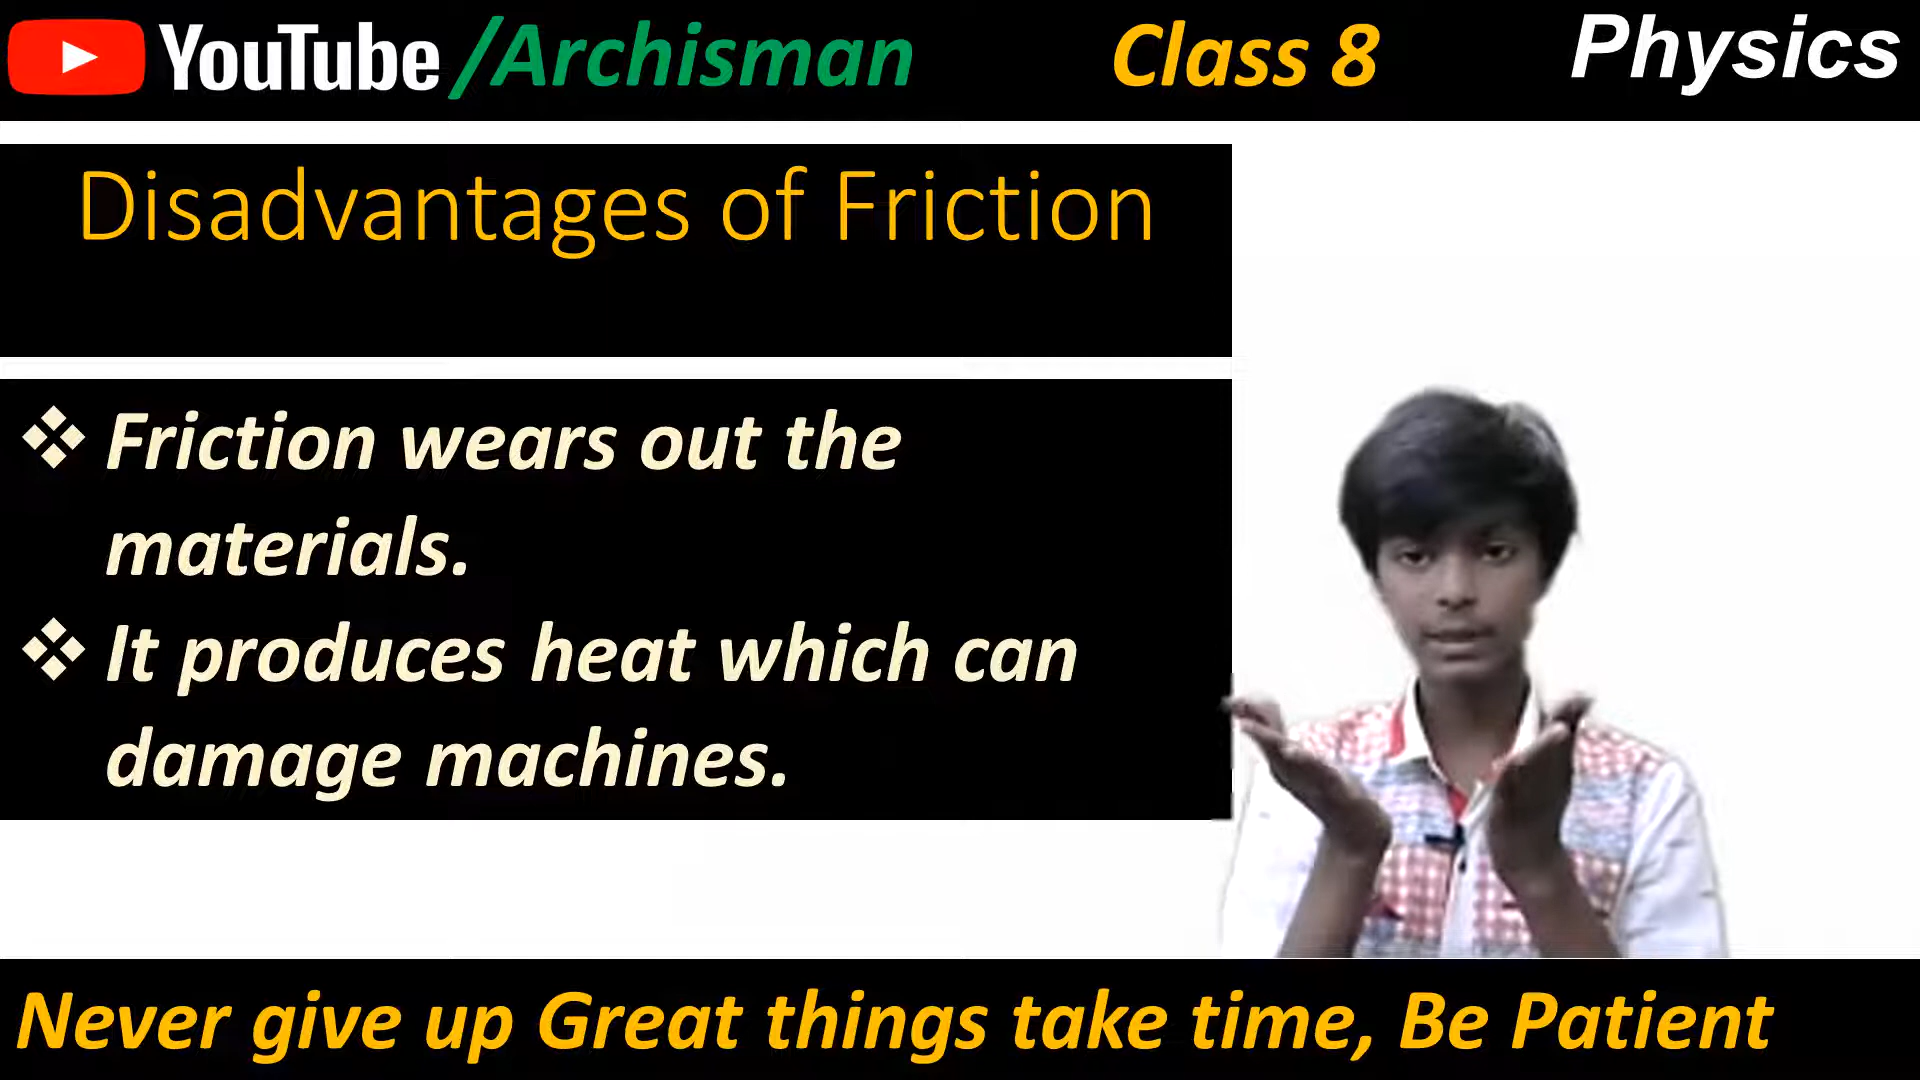 YouTube/Archisman Class 8 Physics
Disadvantages of Friction
❖ Friction wears out the
materials.
❖ It produces heat which can
damage machines.
Never give up Great things take time, Be Patient